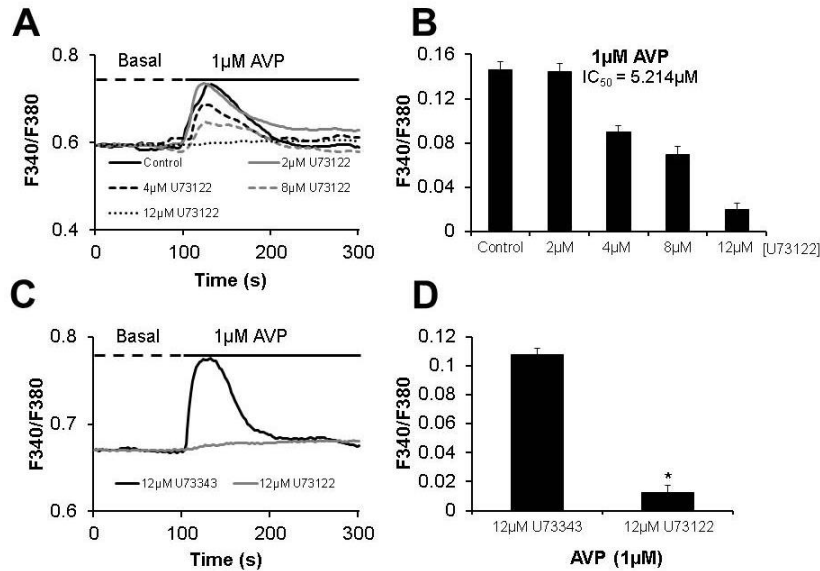 A
Basal 1µM AVP
0.8
0.6
0.4
F340/F380
Control 2µM U73122
4µM U73122 8µM U73122
12µM U73122
0 100 200 300
Time (s)
B
1µM AVP
IC50 = 5.214µM
0.16
0.12
0.08
0.04
0
F340/F380
Control 2µM 4µM 8µM 12µM [U73122]
C
Basal 1µM AVP
0.8
0.7
0.6
F340/F380
12µM U73343 12µM U73122
0 100 200 300
Time (s)
D
0.12
0.1
0.08
0.06
0.04
0.02
0
F340/F380
*
12µM U73343 12µM U73122
AVP (1µM)